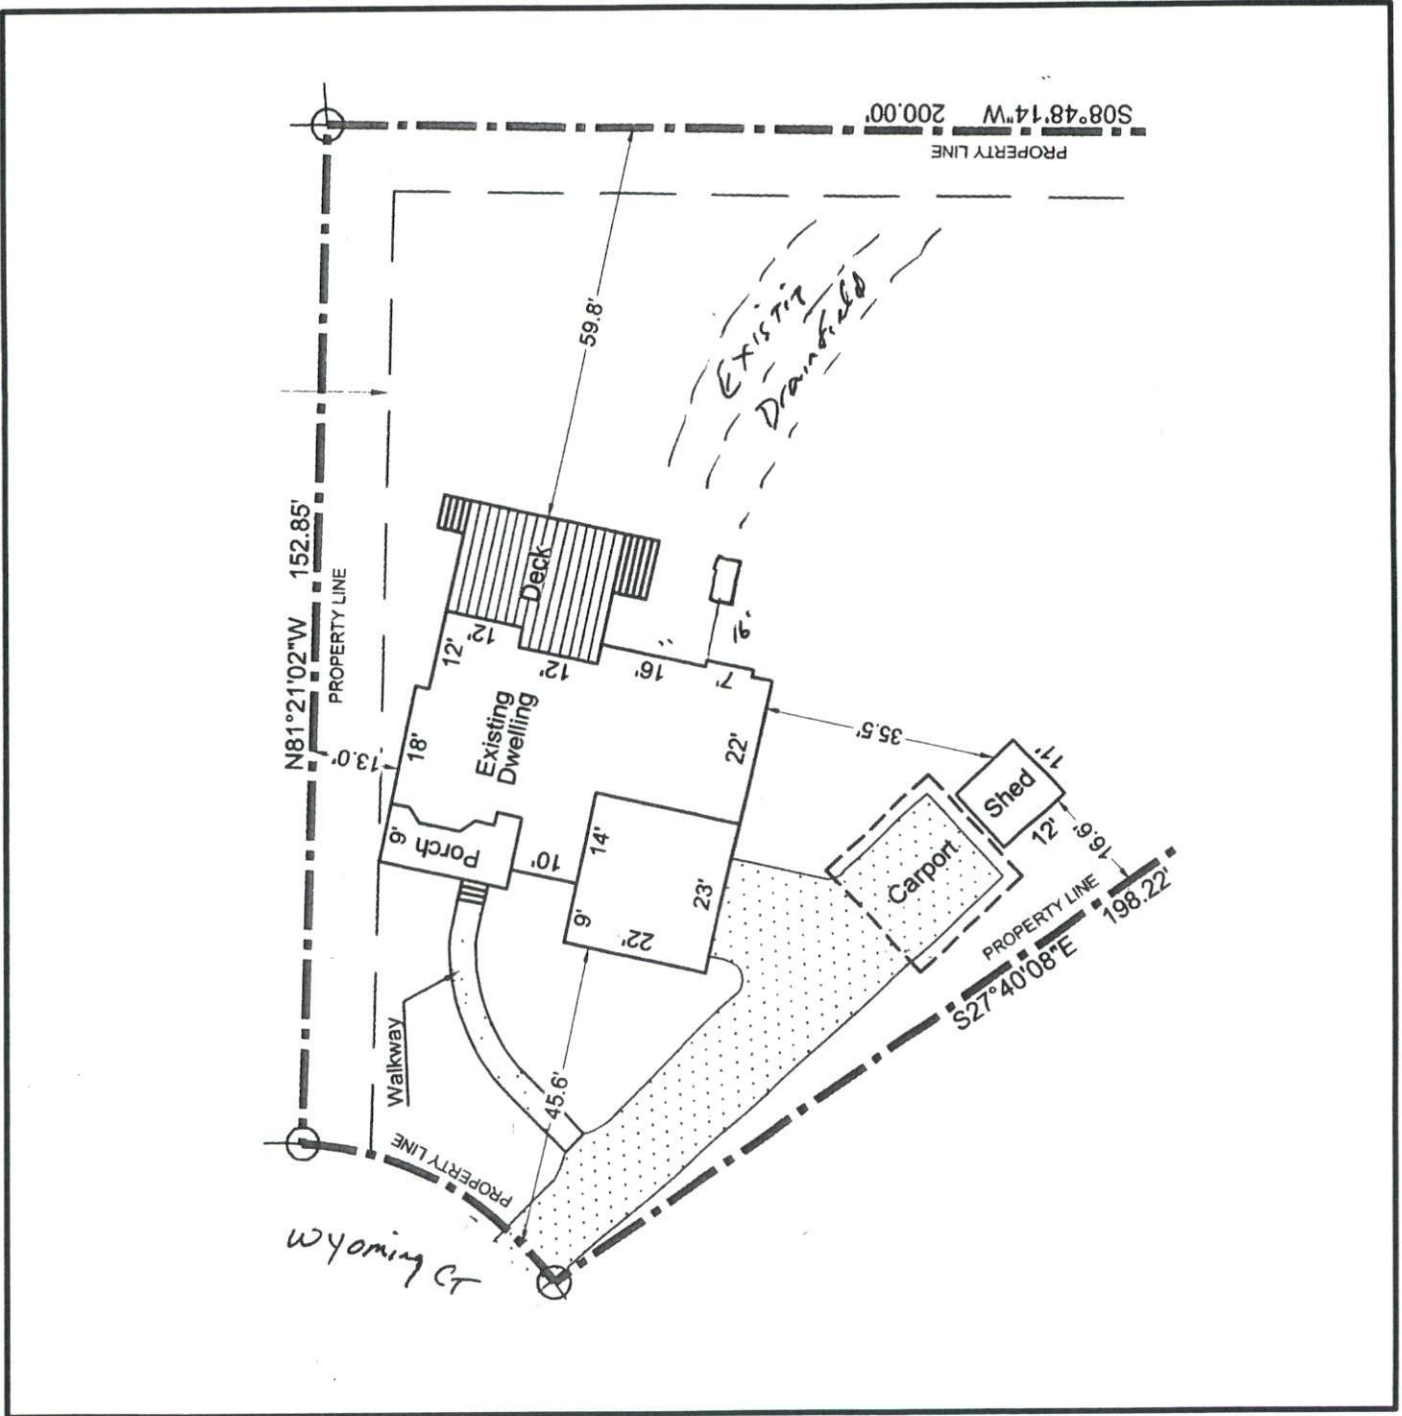 S08°48'14"W 200.00'
PROPERTY LINE
59.8'
Existir
Drainfield
N81°21'02"W 152.85'
PROPERTY LINE
Deck
12'
12'
12'
16'
16'
7'
13.0'
18'
Existing
Dwelling
22'
35.5'
9'
Porch
10'
14'
9'
22'
23'
Shed
11'
12'
16.6'
Carport
PROPERTY LINE
S27°40'08"E 198.22'
Walkway
45.6'
PROPERTY LINE
Wyoming CT